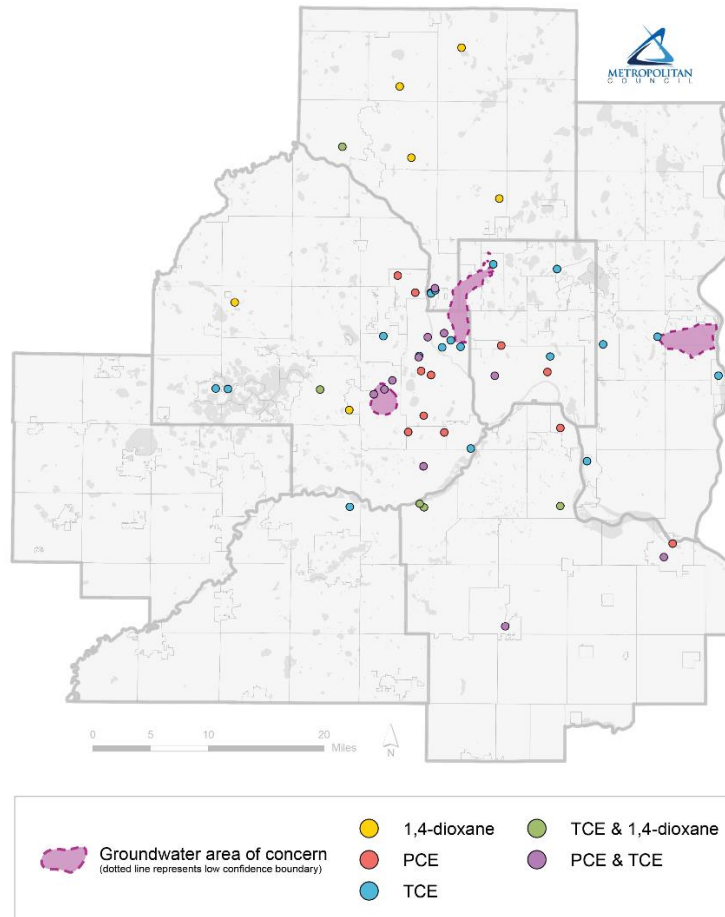 METROPOLITAN
COUNCIL
0 5 10 20
Miles
N
Groundwater area of concern
(dotted line represents low confidence boundary)
1,4-dioxane
PCE
TCE
TCE & 1,4-dioxane
PCE & TCE